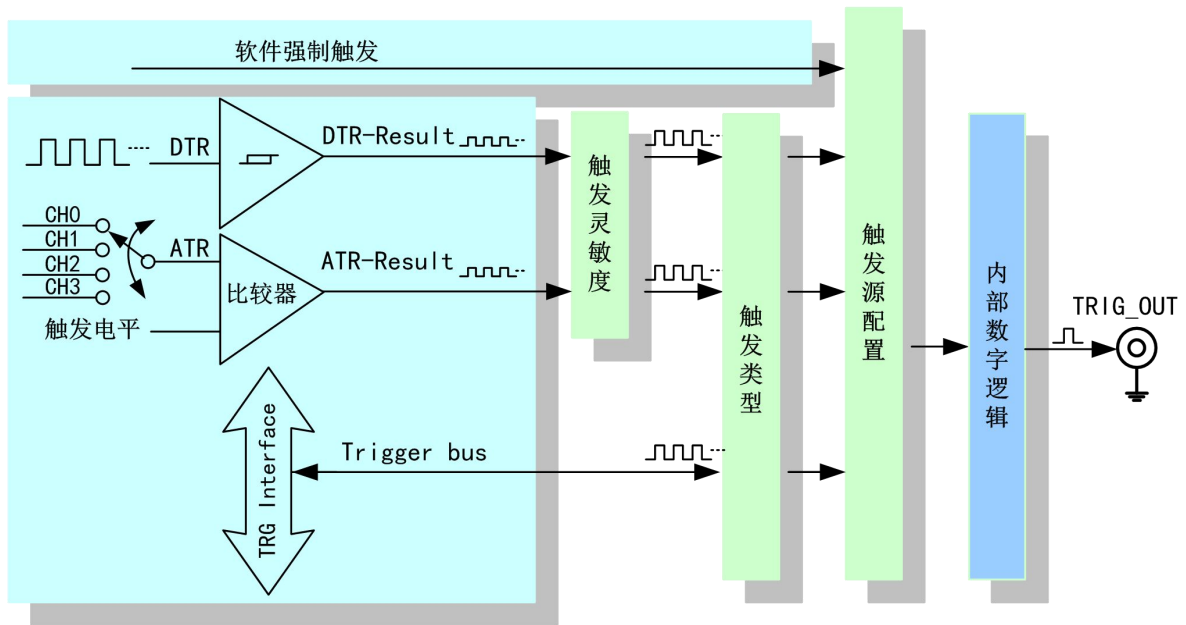 软件强制触发
DTR
DTR-Result
触发灵敏度
CH0
CH1
CH2
CH3
ATR
比较器
ATR-Result
触发电平
TRG Interface
Trigger bus
触发类型
触发源配置
内部数字逻辑
TRIG_OUT